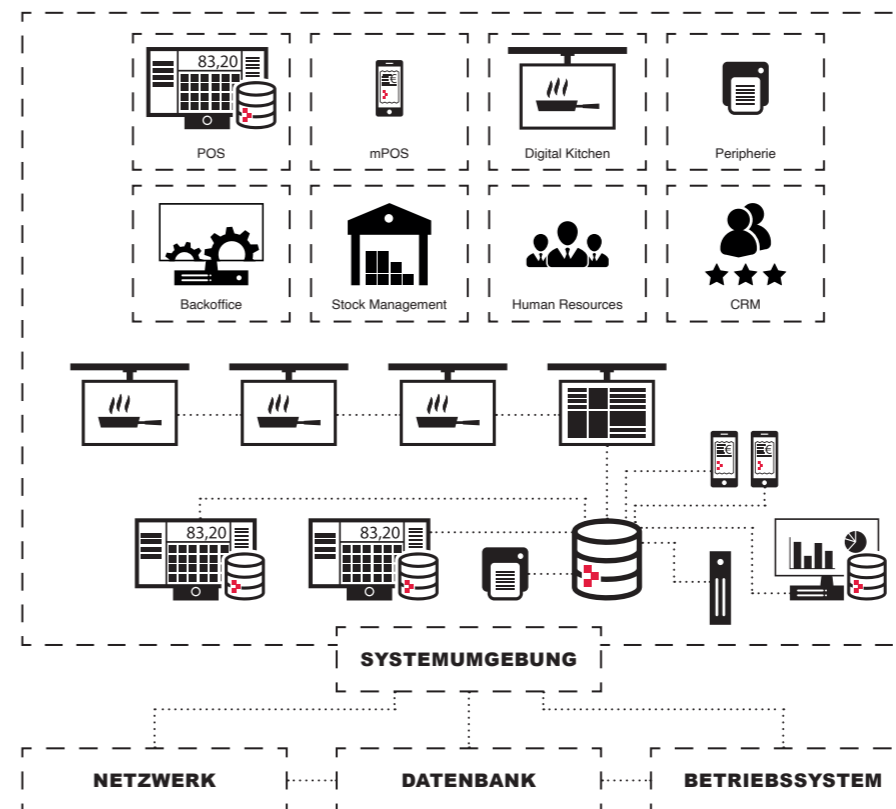 83,20
POS
€
mPOS
Digital Kitchen
Peripherie
Backoffice
Stock Management
Human Resources
CRM
€ €
83,20 83,20
SYSTEMUMGEBUNG
NETZWERK DATENBANK BETRIEBSSYSTEM